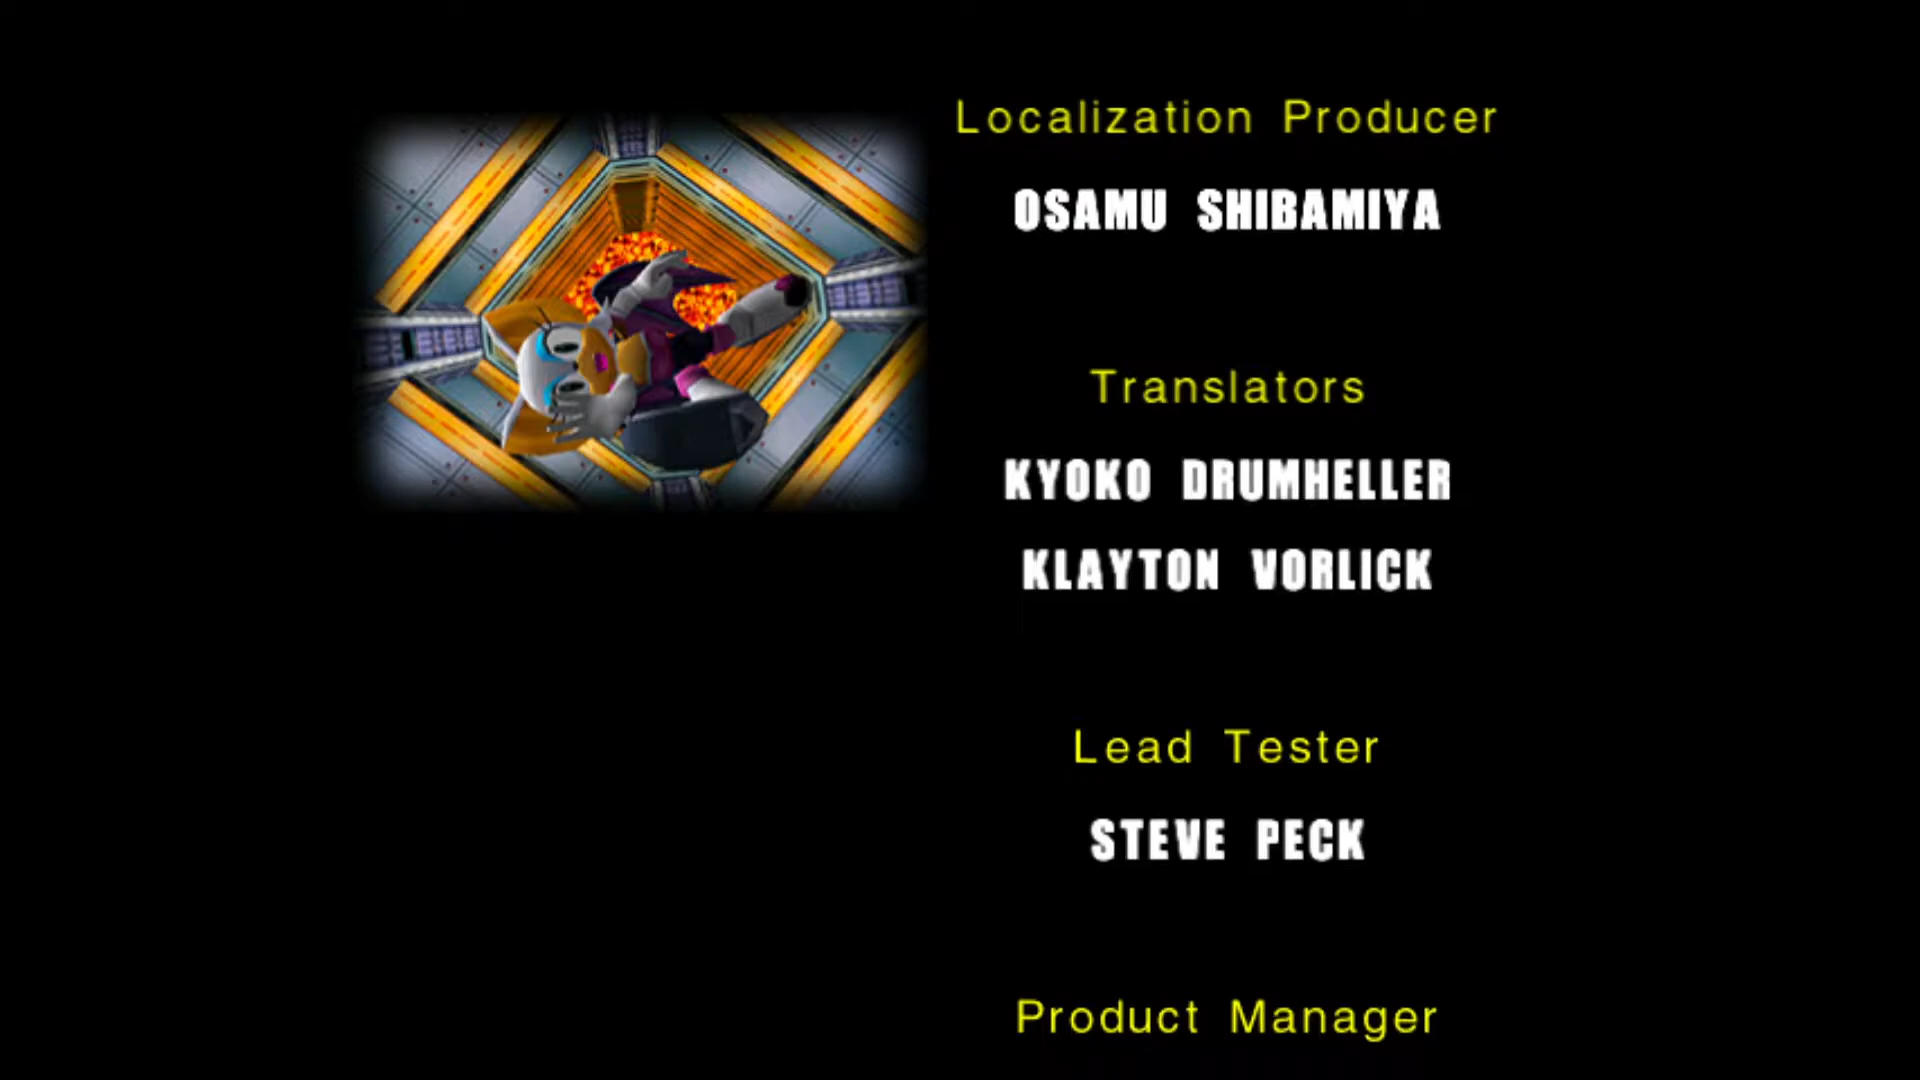 Localization Producer
OSAMU SHIBAMIYA
Translators
KYOKO DRUMHELLER
KLAYTON VORLICK
Lead Tester
STEVE PECK
Product Manager